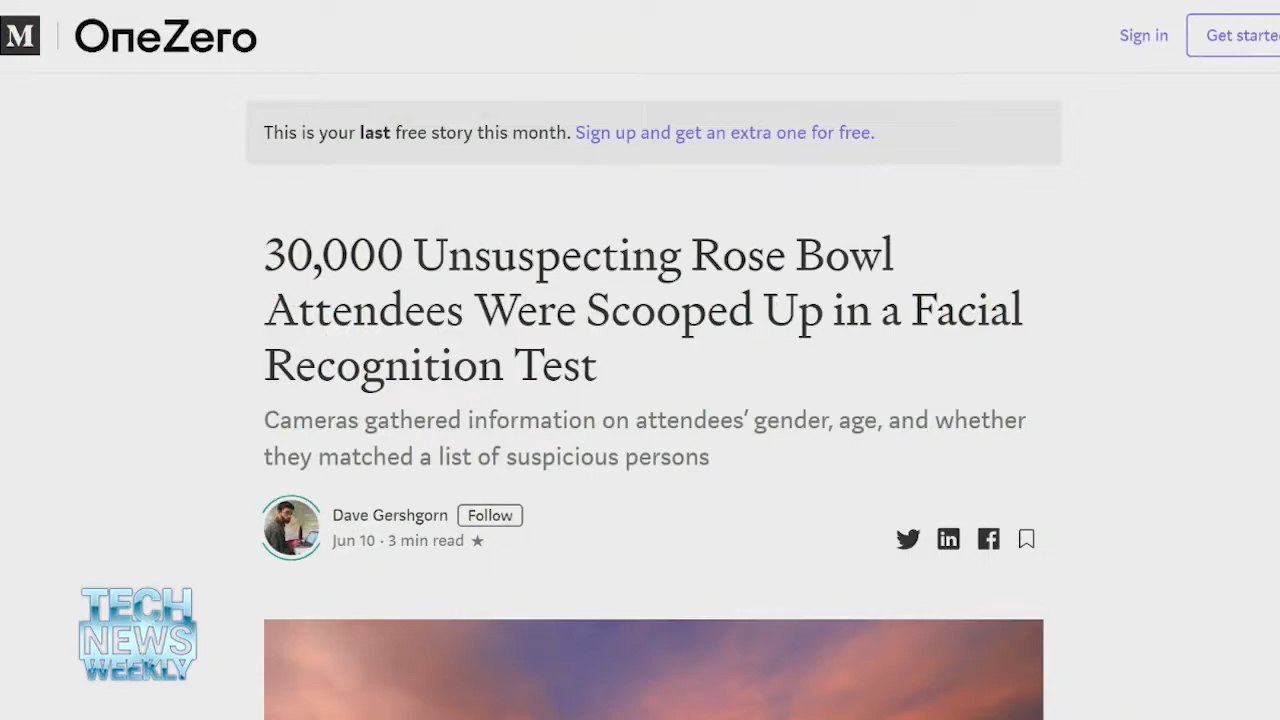 M OneZero
Sign in
Get starte
This is your last free story this month. Sign up and get an extra one for free.
30,000 Unsuspecting Rose Bowl
Attendees Were Scooped Up in a Facial
Recognition Test
Cameras gathered information on attendees’ gender, age, and whether
they matched a list of suspicious persons
Dave Gershgorn Follow
Jun 10 · 3 min read ★
in
TECH
NEWS
WEEKLY